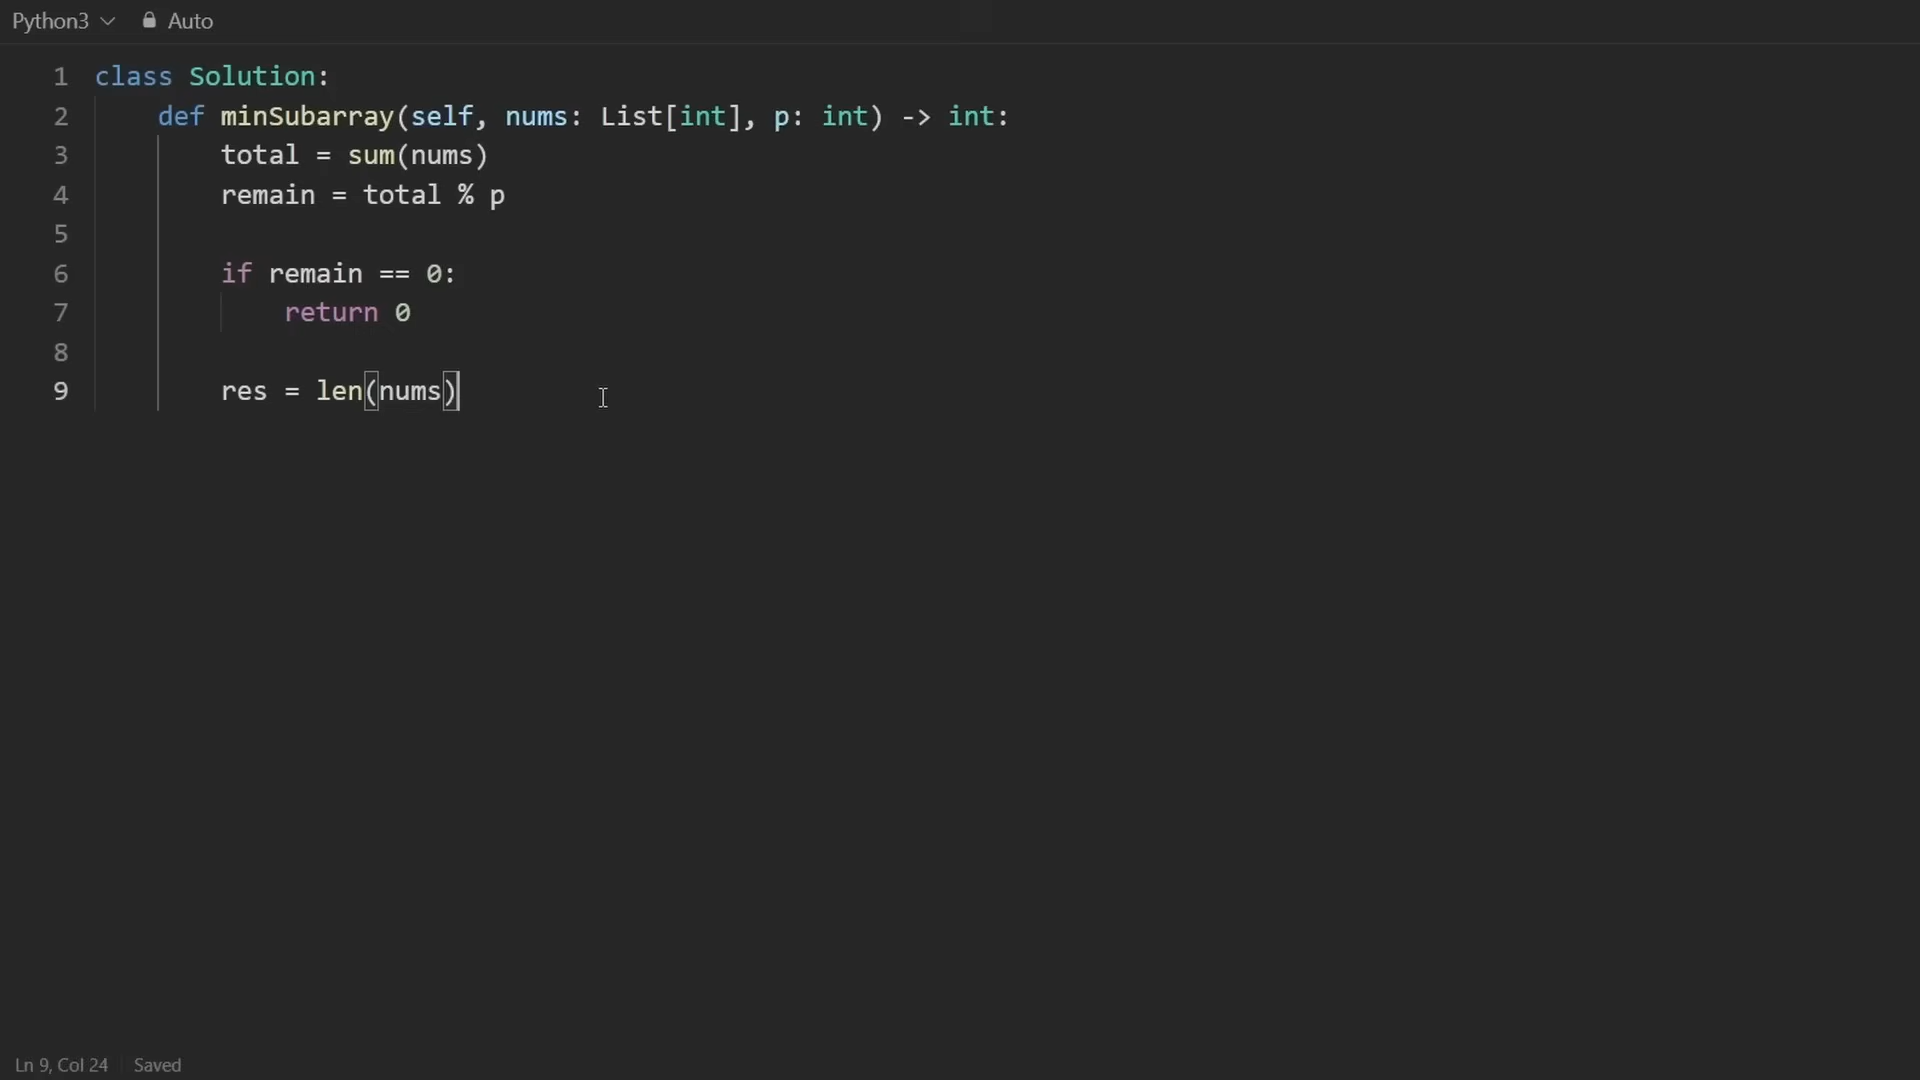 Python3 Auto
1 class Solution:
2 def minSubarray(self, nums: List[int], p: int) -> int:
3 total = sum(nums)
4 remain = total % p
5
6 if remain == 0:
7 return 0
8
9 res = len(nums)
Ln 9, Col 24 Saved